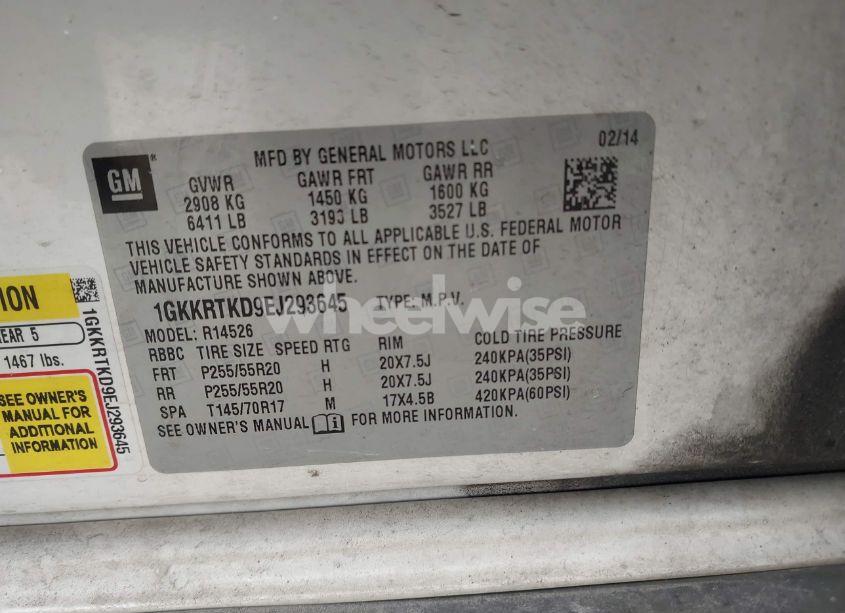 GM
MFD BY GENERAL MOTORS LLC
02/14
GVWR GAWR FRT GAWR RR
2908 KG 1450 KG 1600 KG
6411 LB 3193 LB 3527 LB
THIS VEHICLE CONFORMS TO ALL APPLICABLE U.S. FEDERAL MOTOR
VEHICLE SAFETY STANDARDS IN EFFECT ON THE DATE OF
MANUFACTURE SHOWN ABOVE.
1GKKRTKD9EJ293645 TYPE: M.P.V.
MODEL: R14526
RBBC TIRE SIZE SPEED RTG RIM COLD TIRE PRESSURE
FRT P255/55R20 H 20X7.5J 240KPA(35PSI)
RR P255/55R20 H 20X7.5J 240KPA(35PSI)
SPA T145/70R17 M 17X4.5B 420KPA(60PSI)
SEE OWNER'S MANUAL i FOR MORE INFORMATION.
wheelwise
TION
REAR 5
1467 lbs.
SEE OWNER'S
MANUAL FOR
ADDITIONAL
INFORMATION
1GKKRTKD9EJ293645